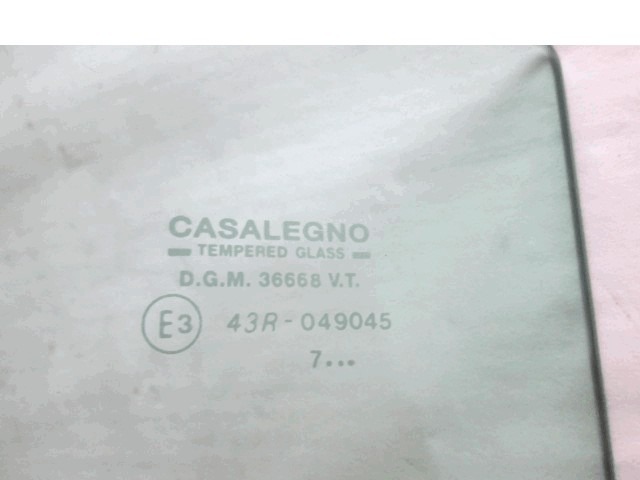 CASALEGNO
TEMPERED GLASS
D.G.M. 36668 V.T.
E3 43R-049045
7...